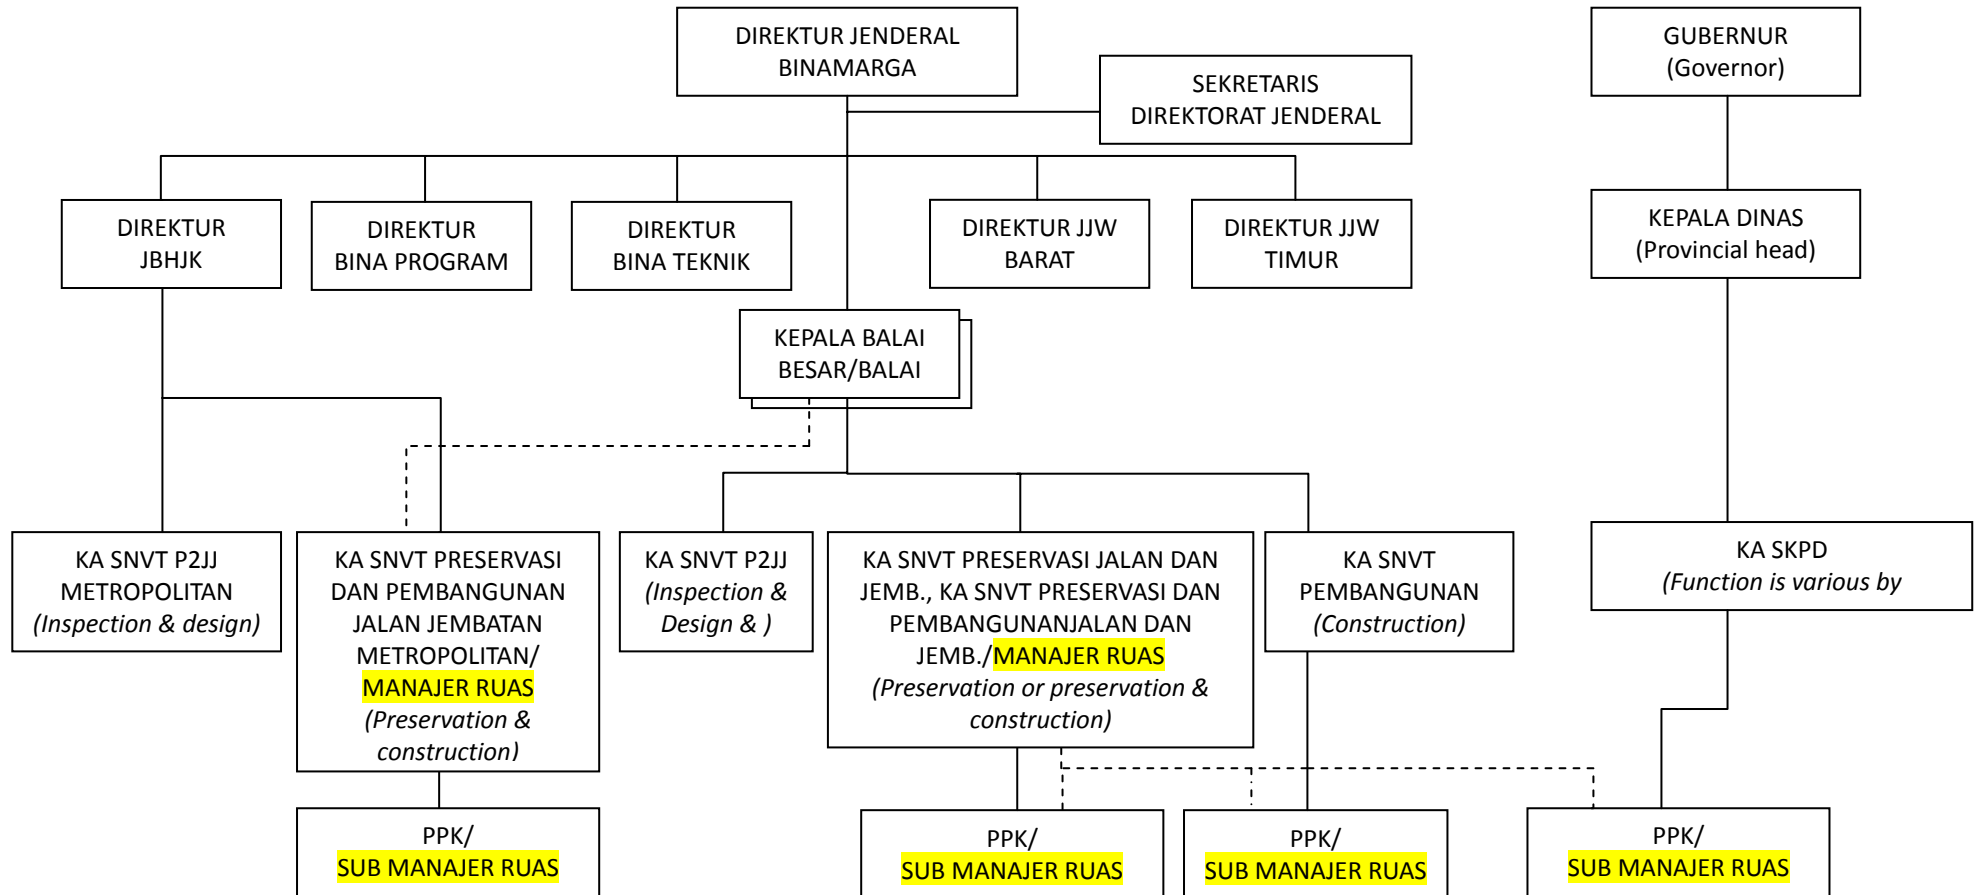 DIREKTUR JENDERAL
BINAMARGA
GUBERNUR
(Governor)
SEKRETARIS
DIREKTORAT JENDERAL
DIREKTUR
JBHJK
DIREKTUR
BINA PROGRAM
DIREKTUR
BINA TEKNIK
DIREKTUR JJW
BARAT
DIREKTUR JJW
TIMUR
KEPALA DINAS
(Provincial head)
KEPALA BALAI
BESAR/BALAI
KA SNVT P2JJ
METROPOLITAN
(Inspection & design)
KA SNVT PRESERVASI
DAN PEMBANGUNAN
JALAN JEMBATAN
METROPOLITAN/
MANAJER RUAS
(Preservation &
construction)
KA SNVT P2JJ
(Inspection &
Design & )
KA SNVT PRESERVASI JALAN DAN
JEMB., KA SNVT PRESERVASI DAN
PEMBANGUNANJALAN DAN
JEMB./MANAJER RUAS
(Preservation or preservation &
construction)
KA SNVT
PEMBANGUNAN
(Construction)
KA SKPD
(Function is various by
PPK/
SUB MANAJER RUAS
PPK/
SUB MANAJER RUAS
PPK/
SUB MANAJER RUAS
PPK/
SUB MANAJER RUAS